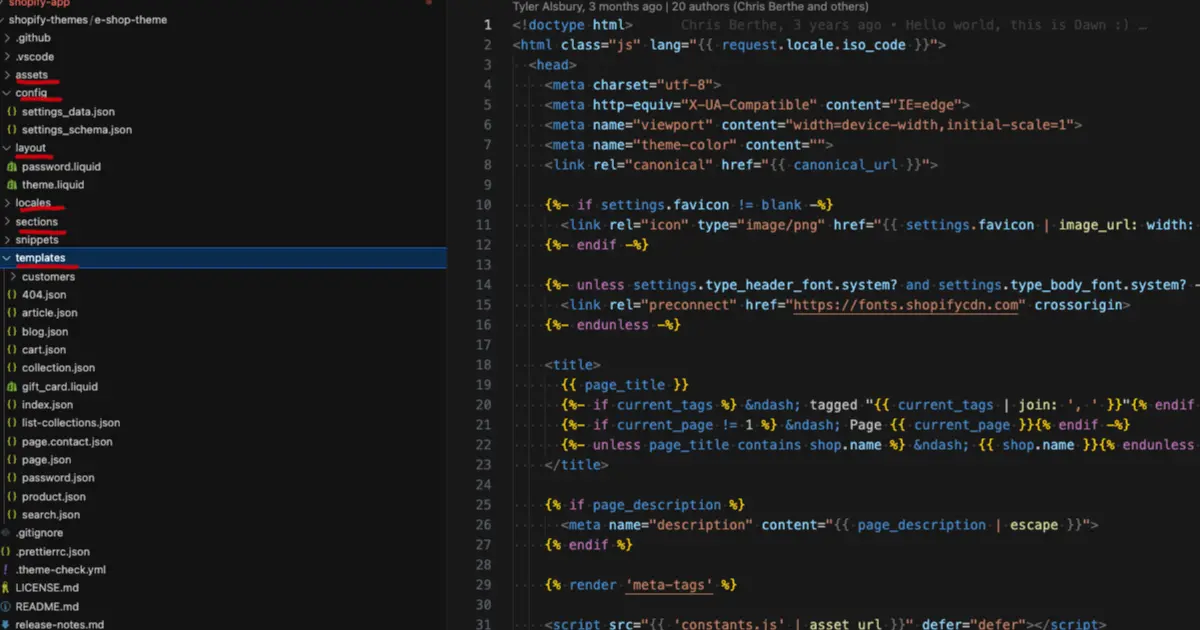 shopify-app
shopify-themes/e-shop-theme
.github
.vscode
assets
config
settings_data.json
settings_schema.json
layout
password.liquid
theme.liquid
locales
sections
snippets
templates
customers
404.json
article.json
blog.json
cart.json
collection.json
gift_card.liquid
index.json
list-collections.json
page.contact.json
page.json
password.json
product.json
search.json
.gitignore
.prettierrc.json
.theme-check.yml
LICENSE.md
README.md
release-notes.md
Tyler Alsbury, 3 months ago | 20 authors (Chris Berthe and others)
1 <!doctype html> Chris Berthe, 3 years ago • Hello world, this is Dawn :) …
2 <html class="js" lang="{{ request.locale.iso_code }}">
3 <head>
4 <meta charset="utf-8">
5 <meta http-equiv="X-UA-Compatible" content="IE=edge">
6 <meta name="viewport" content="width=device-width,initial-scale=1">
7 <meta name="theme-color" content="">
8 <link rel="canonical" href="{{ canonical_url }}">
9
10 {%- if settings.favicon != blank -%}
11 <link rel="icon" type="image/png" href="{{ settings.favicon | image_url: width:
12 {%- endif -%}
13
14 {%- unless settings.type_header_font.system? and settings.type_body_font.system? -
15 <link rel="preconnect" href="https://fonts.shopifycdn.com" crossorigin>
16 {%- endunless -%}
17
18 <title>
19 {{ page_title }}
20 {%- if current_tags %} &ndash; tagged "{{ current_tags | join: ', ' }}"{% endif
21 {%- if current_page != 1 %} &ndash; Page {{ current_page }}{% endif -%}
22 {%- unless page_title contains shop.name %} &ndash; {{ shop.name }}{% endunless
23 </title>
24
25 {% if page_description %}
26 <meta name="description" content="{{ page_description | escape }}">
27 {% endif %}
28
29 {% render 'meta-tags' %}
30
31 <script src="{{ 'constants.js' | asset_url }}" defer="defer"></script>